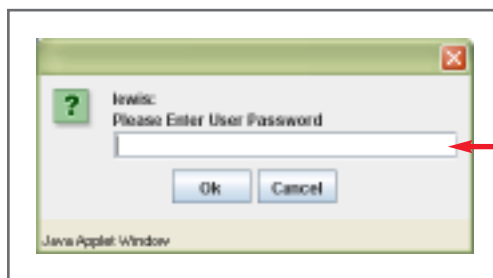 ?
lewis:
Please Enter User Password
Ok
Cancel
Java Applet Window